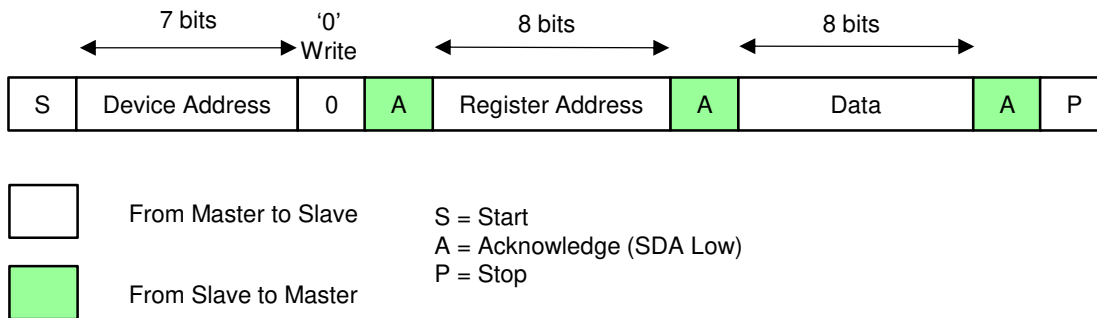 7 bits
‘0’
Write
8 bits
8 bits
S Device Address 0 A Register Address A Data A P
From Master to Slave
S = Start
A = Acknowledge (SDA Low)
P = Stop
From Slave to Master